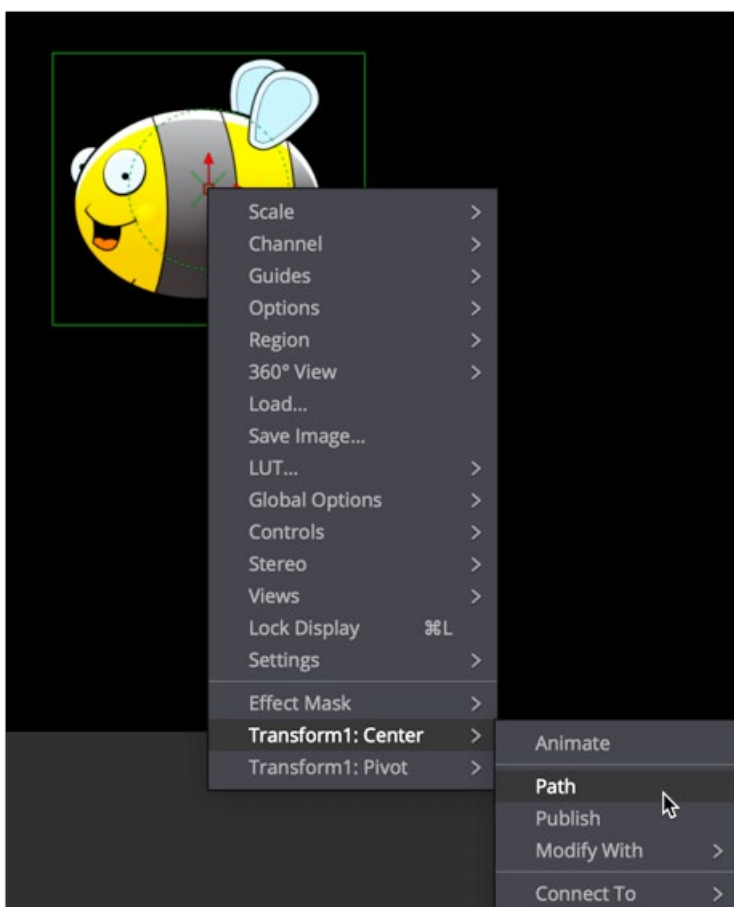 Scale
Channel
Guides
Options
Region
360° View
Load...
Save Image...
LUT...
Global Options
Controls
Stereo
Views
Lock Display ⌘L
Settings
Effect Mask
Transform1: Center
Transform1: Pivot
Animate
Path
Publish
Modify With
Connect To